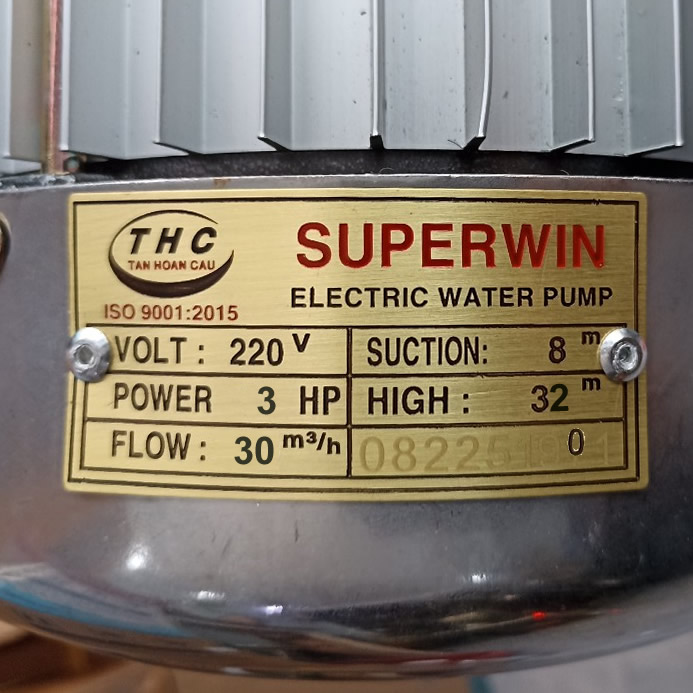 THC
TAN HOAN CAU
ISO 9001:2015
SUPERWIN
ELECTRIC WATER PUMP
VOLT : 220 V
SUCTION: 8 m
POWER 3 HP
HIGH : 32 m
FLOW : 30 m³/h
0